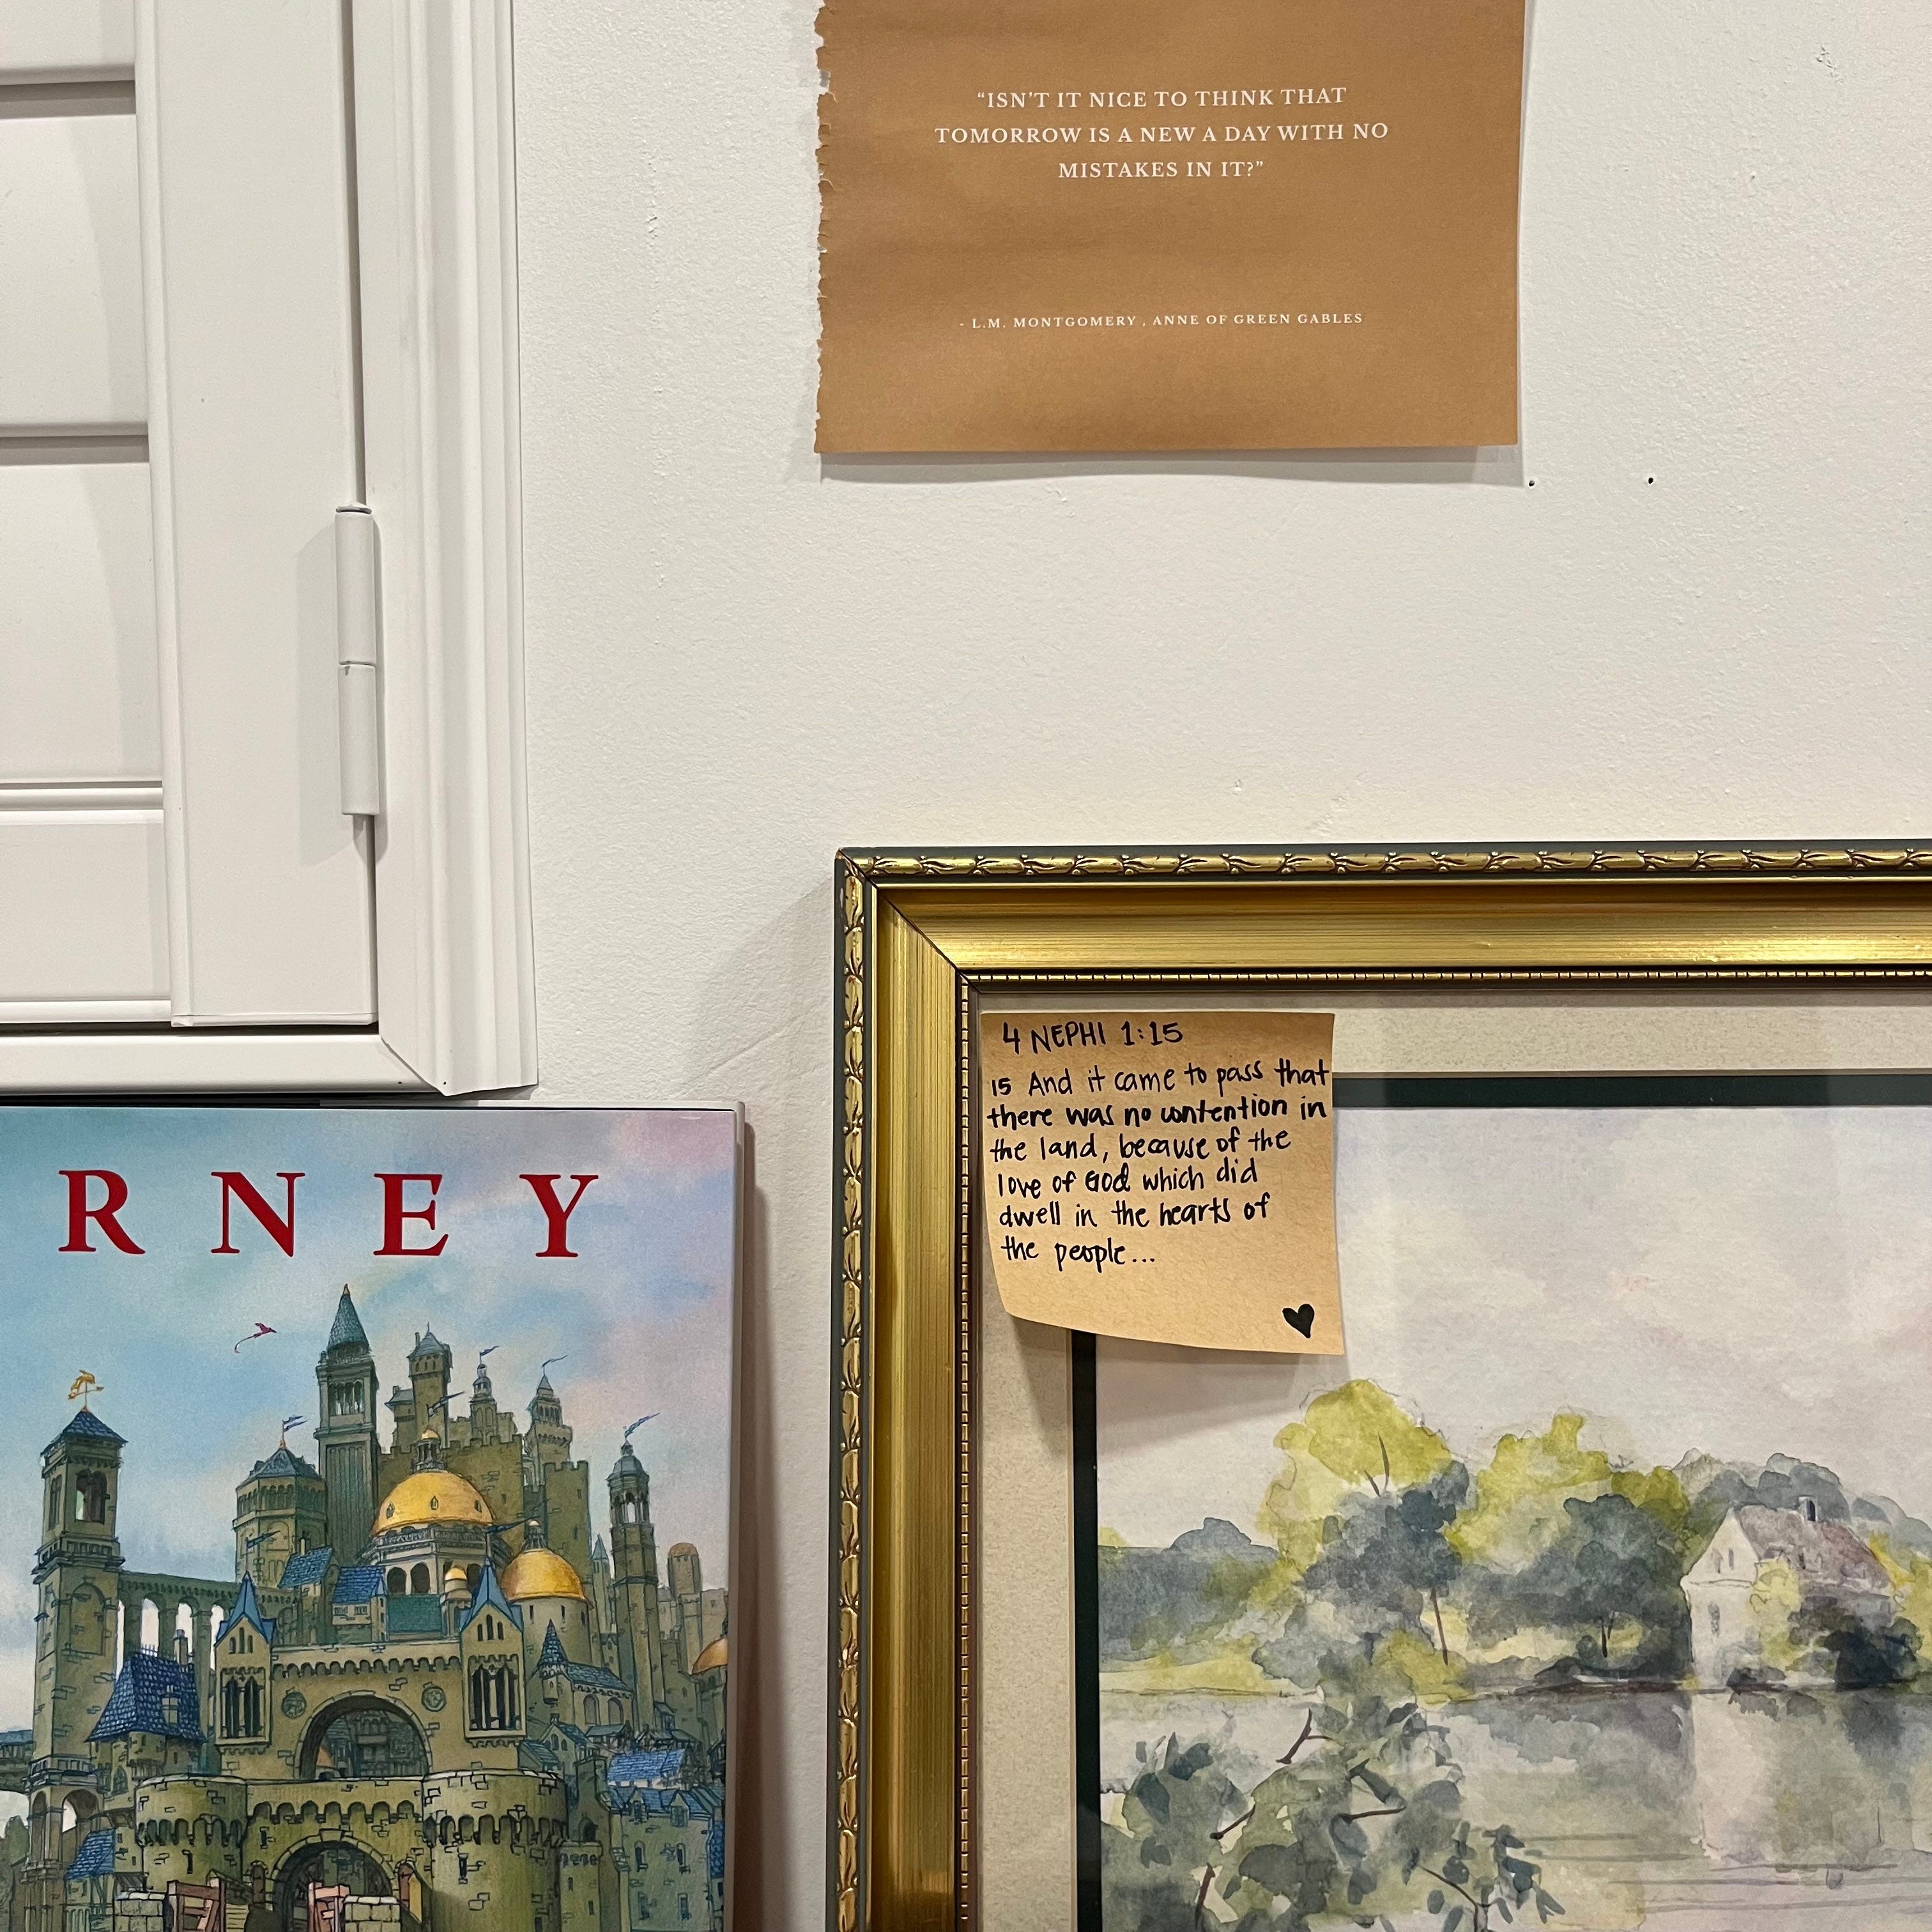 “ISN'T IT NICE TO THINK THAT
TOMORROW IS A NEW A DAY WITH NO
MISTAKES IN IT?”
- L.M. MONTGOMERY , ANNE OF GREEN GABLES
4 NEPHI 1:15
15 And it came to pass that
there was no contention in
the land, because of the
love of God which did
dwell in the hearts of
the people...
RNEY